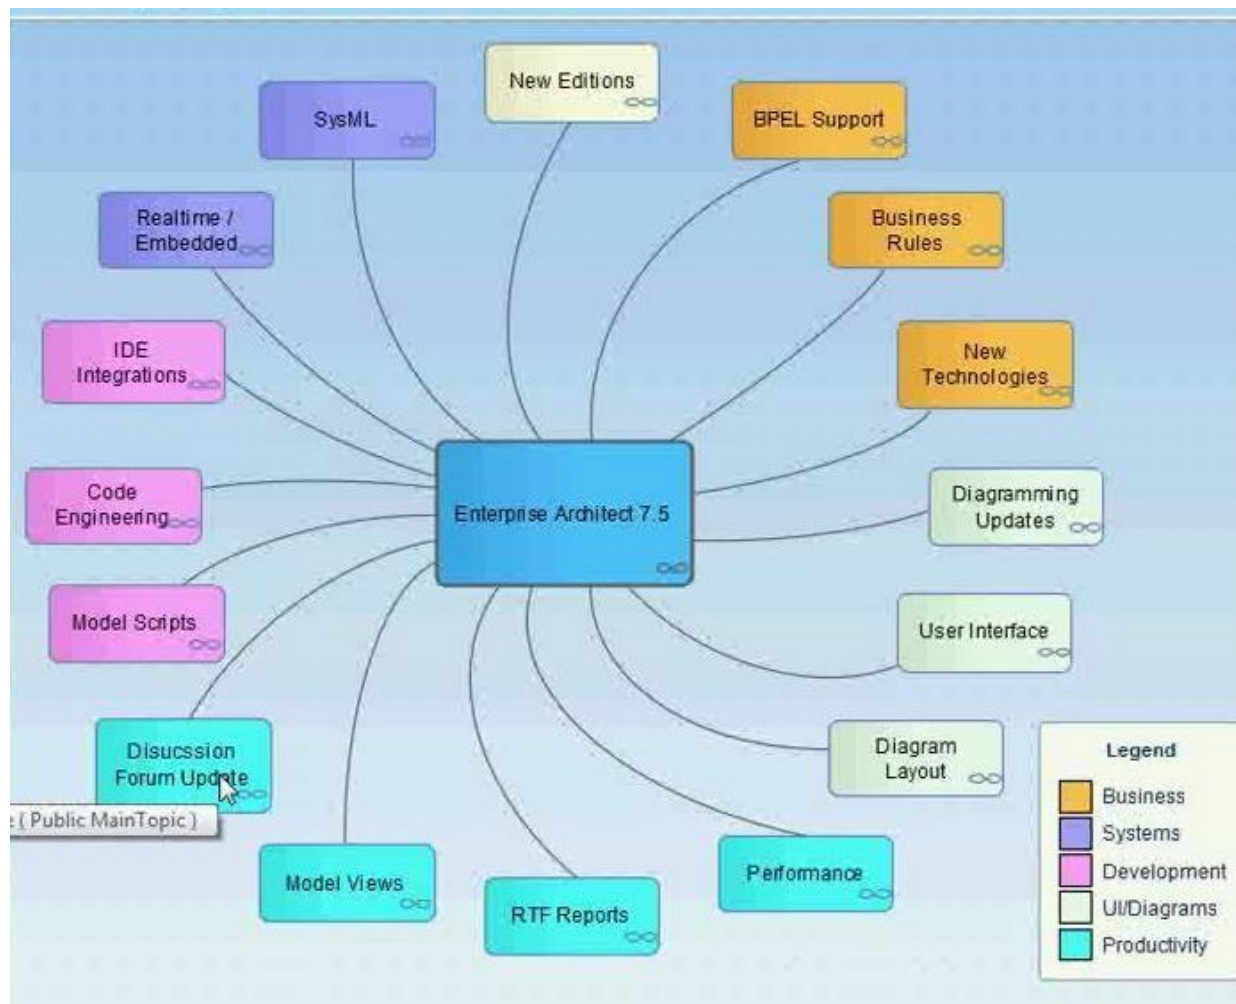 New Editions
SysML
BPEL Support
Realtime /
Embedded
Business
Rules
IDE
Integrations
New
Technologies
Code
Engineering
Enterprise Architect 7.5
Diagramming
Updates
Model Scripts
User Interface
Disucssion
Forum Update
( Public MainTopic )
Diagram
Layout
Model Views
RTF Reports
Performance
Legend
Business
Systems
Development
UI/Diagrams
Productivity